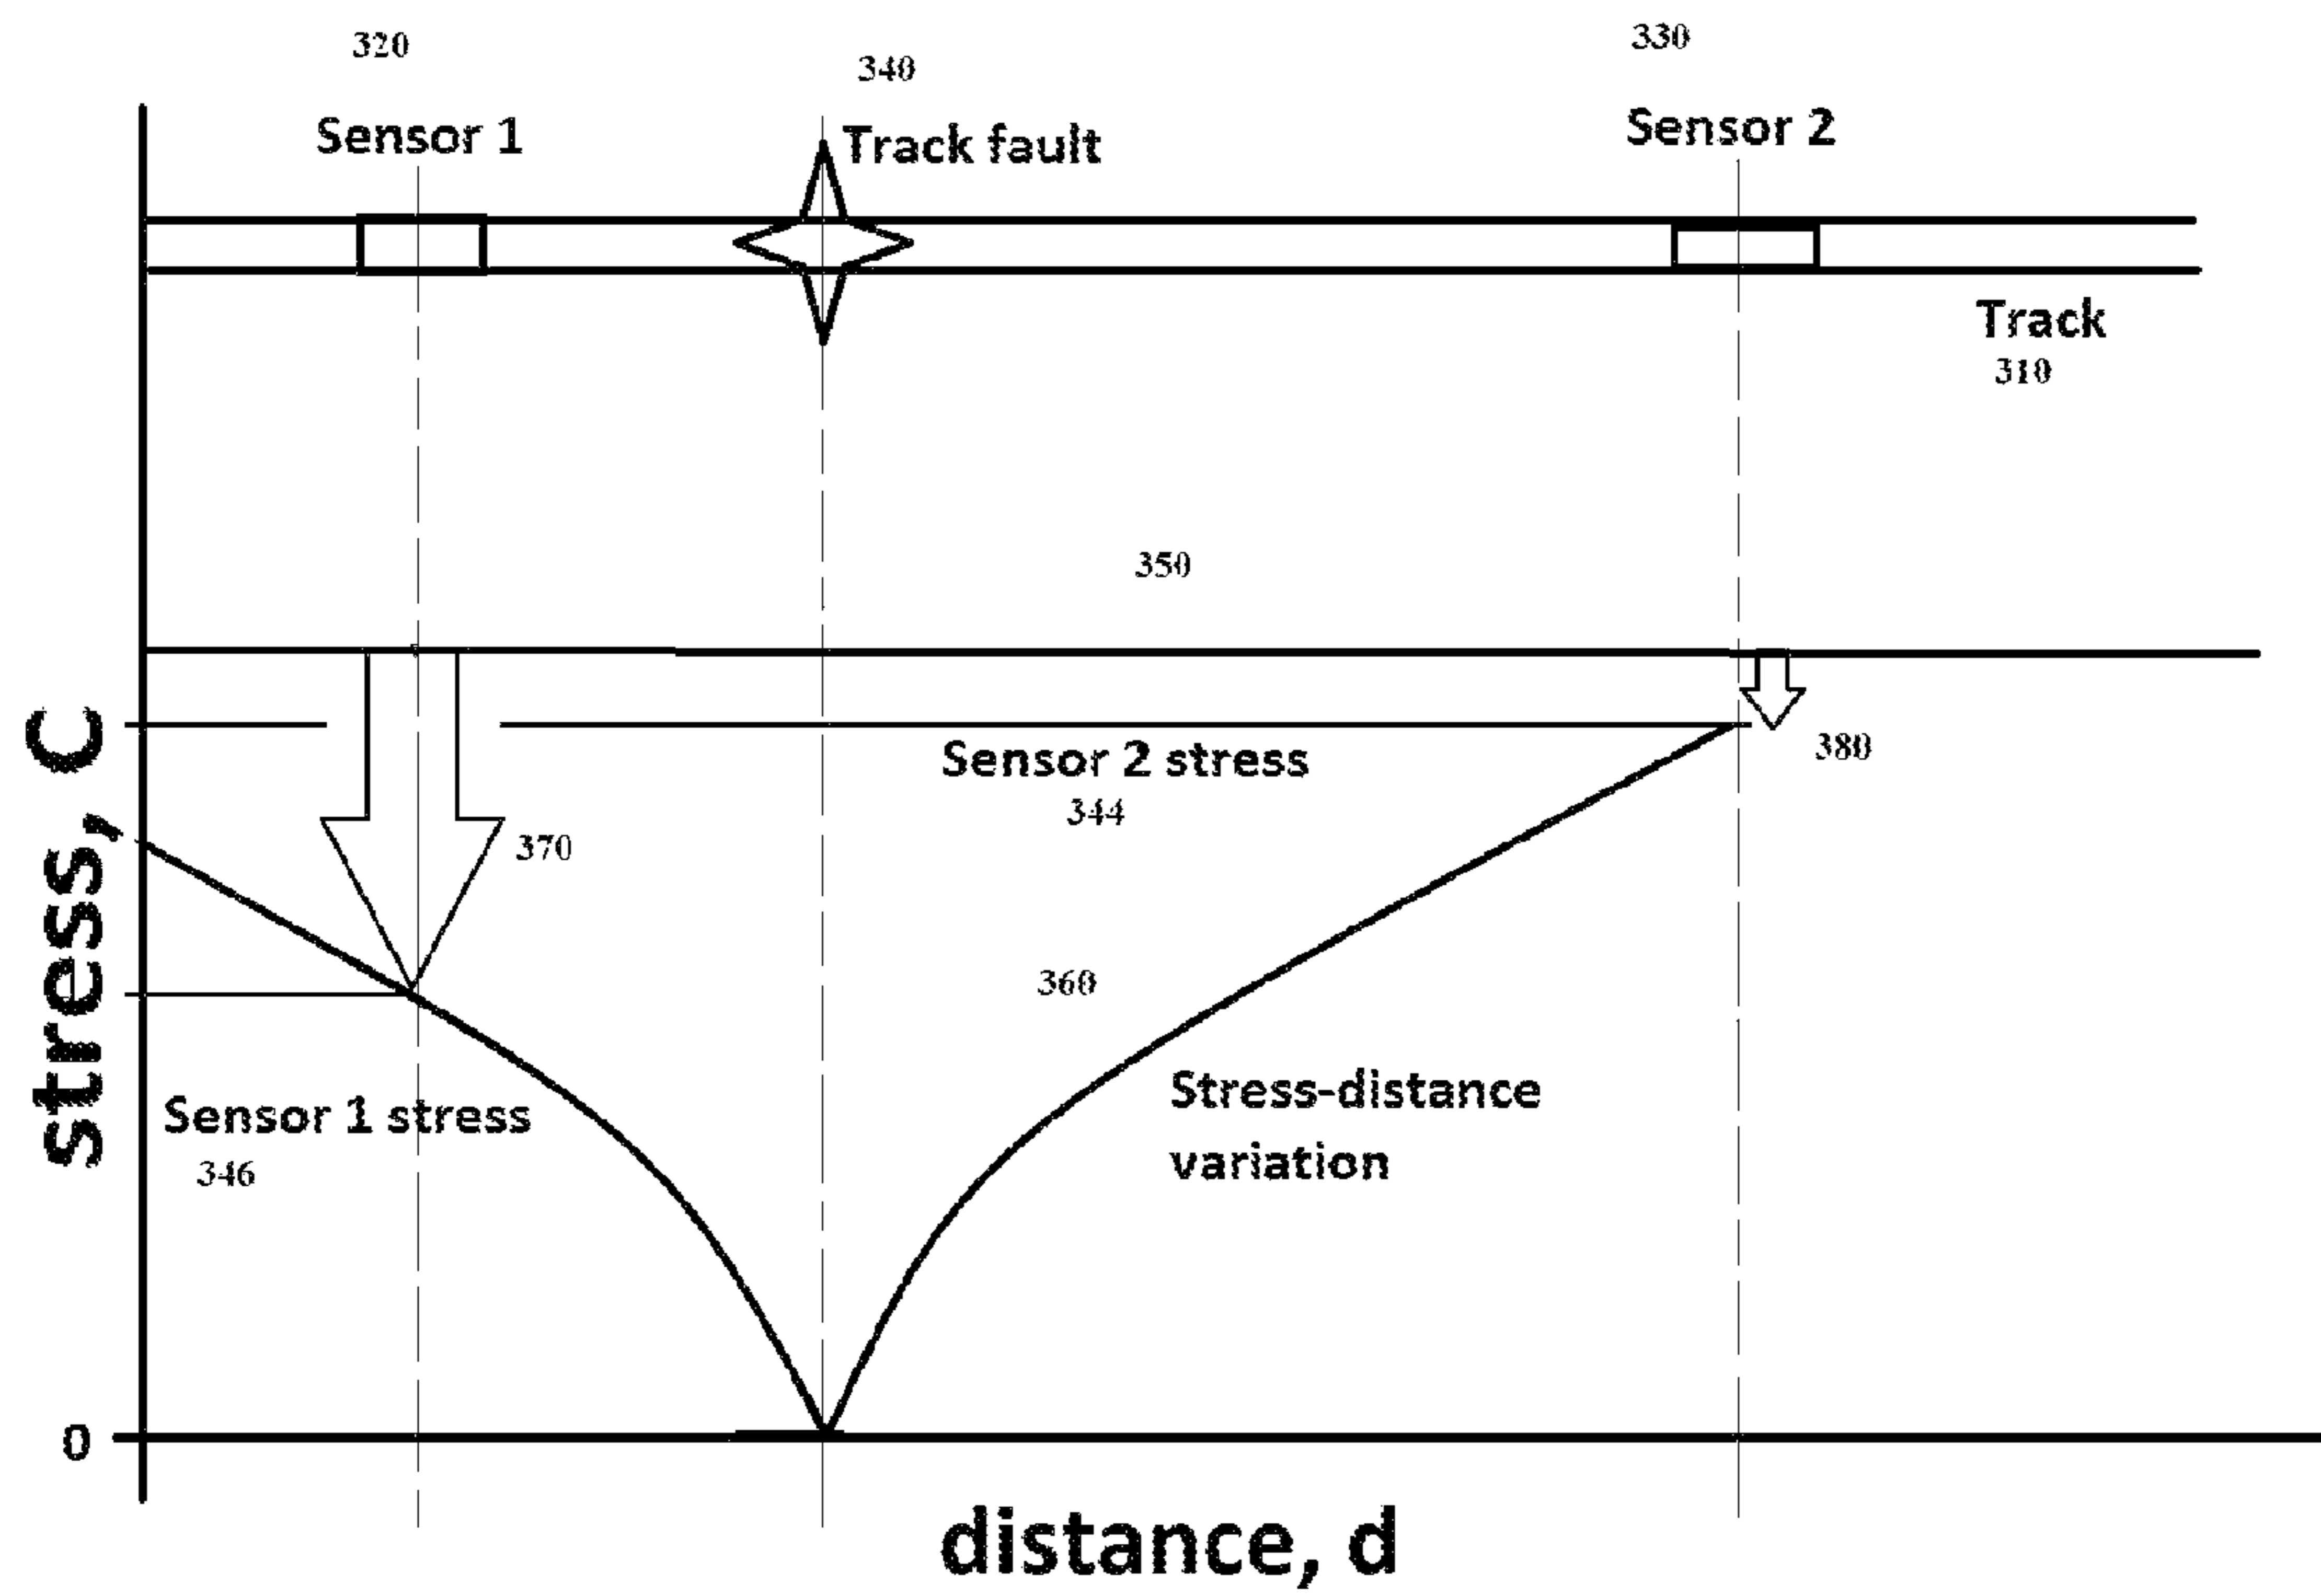 320
340
330
Sensor 1
Track fault
Sensor 2
Track
310
350
stress, C
Sensor 2 stress
344
380
370
360
Stress-distance
variation
Sensor 1 stress
346
0
distance, d